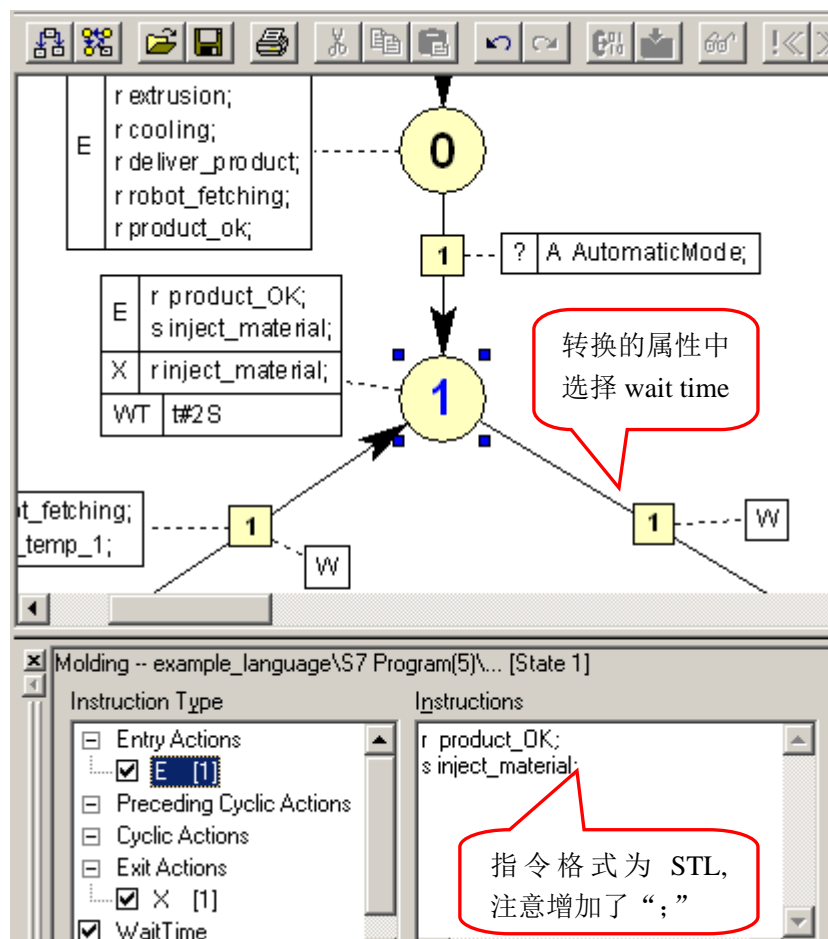 r extrusion;
r cooling;
E
r deliver_product;
r robot_fetching;
r product_ok;
0
1
? A AutomaticMode;
E
r product_OK;
s inject_material;
X r inject_material;
WT t#2S
1
转换的属性中
选择 wait time
t_fetching;
_temp_1;
1
W
1
W
Molding -- example_language\S7 Program(5)\... [State 1]
Instruction Type
Instructions
Entry Actions
E [1]
Preceding Cyclic Actions
Cyclic Actions
Exit Actions
X [1]
WaitTime
r product_OK;
s inject_material;
指令格式为 STL,
注意增加了“；”